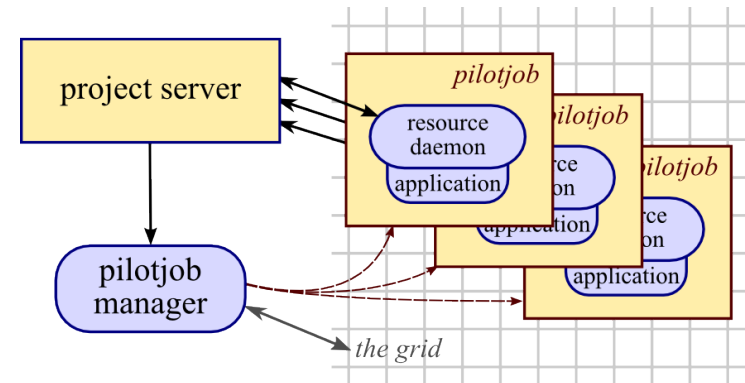 project server
pilotjob
resource
daemon
application
pilotjob
application
pilotjob
application
pilotjob
manager
the grid